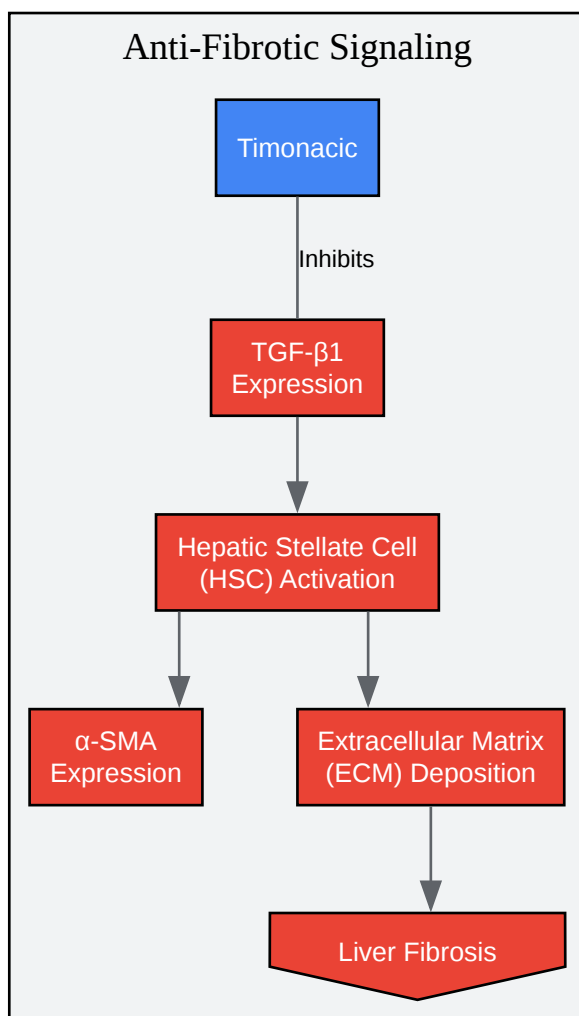 Anti-Fibrotic Signaling
Timonacic
Inhibits
TGF-β1
Expression
Hepatic Stellate Cell
(HSC) Activation
α-SMA
Expression
Extracellular Matrix
(ECM) Deposition
Liver Fibrosis